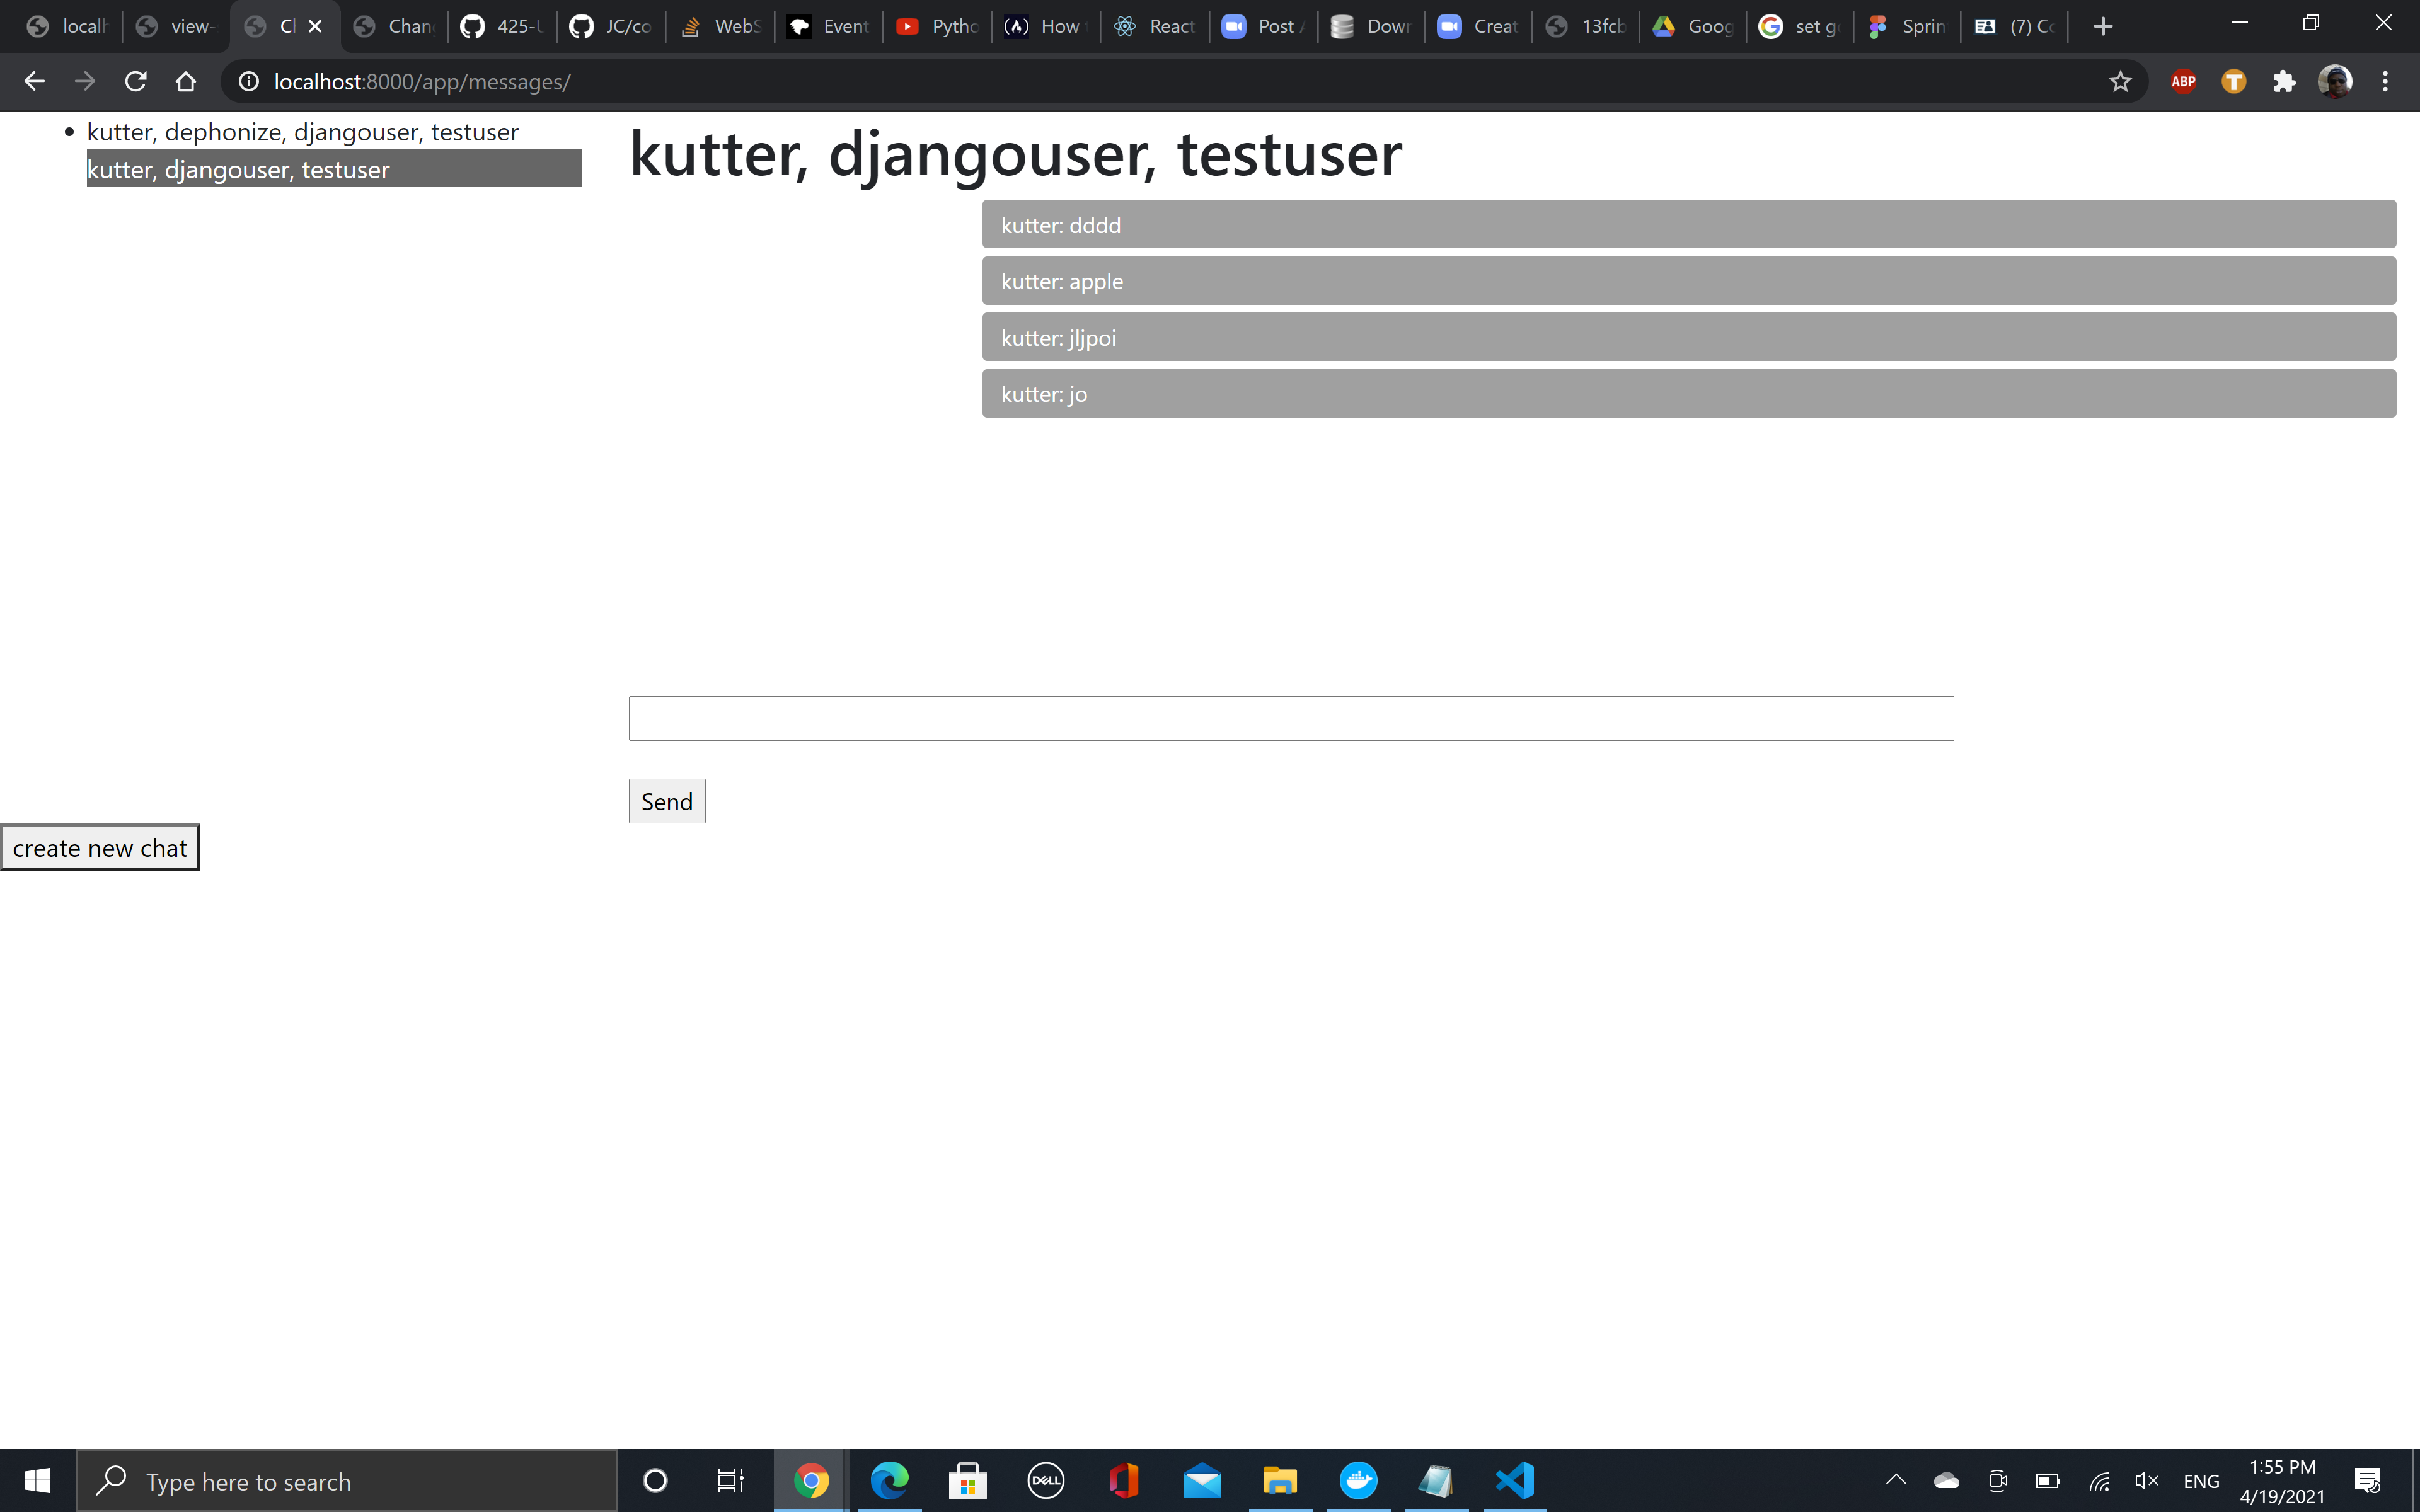 localh view- Cl Chan 425-U JC/co WebS Event Pytho How React Post Dowr Creat 13fcb Goog set go Sprin (7) Co
localhost:8000/app/messages/ ABP T
kutter, dephonize, djangouser, testuser
kutter, djangouser, testuser
kutter, djangouser, testuser
kutter: dddd
kutter: apple
kutter: jljpoi
kutter: jo
Send
create new chat
Type here to search DELL ENG
1:55 PM
4/19/2021